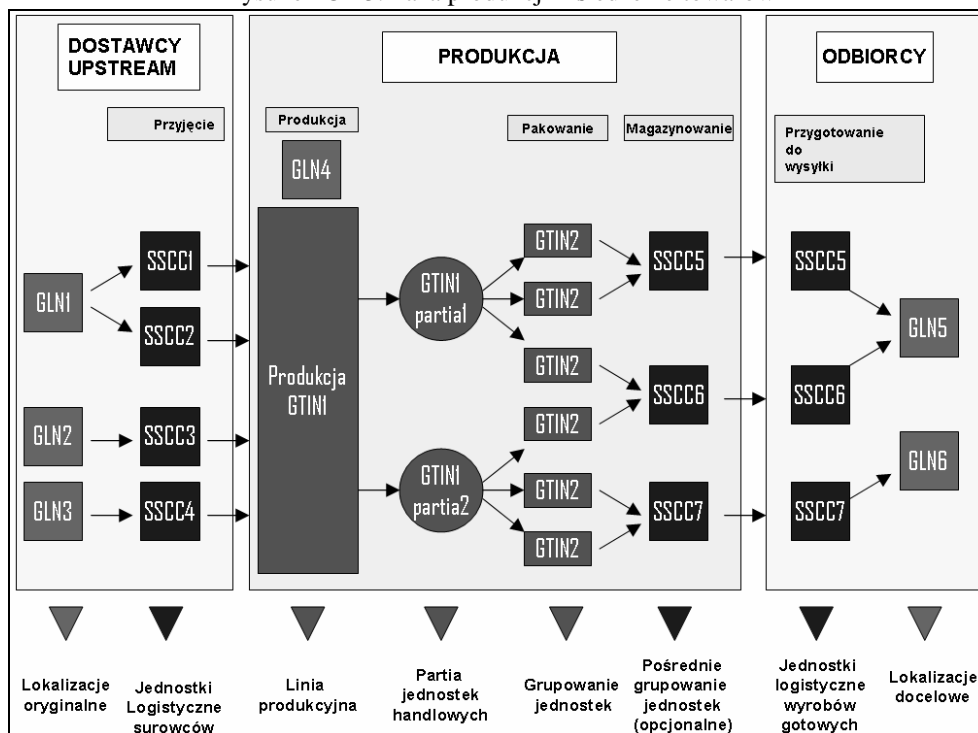 DOSTAWCY
UPSTREAM
PRODUKCJA
ODBIORCY
Przyjęcie
Produkcja
Pakowanie
Magazynowanie
Przygotowanie
do
wysyłki
GLN4
GLN1
SSCC1
SSCC2
GLN2
SSCC3
GLN3
SSCC4
Produkcja
GTIN1
GTIN1
partia1
GTIN1
partia2
GTIN2
GTIN2
GTIN2
GTIN2
GTIN2
GTIN2
SSCC5
SSCC6
SSCC7
SSCC5
SSCC6
SSCC7
GLN5
GLN6
Lokalizacje
oryginalne
Jednostki
Logistyczne
surowców
Linia
produkcyjna
Partia
jednostek
handlowych
Grupowanie
jednostek
Pośrednie
grupowanie
jednostek
(opcjonalne)
Jednostki
logistyczne
wyrobów
gotowych
Lokalizacje
docelowe